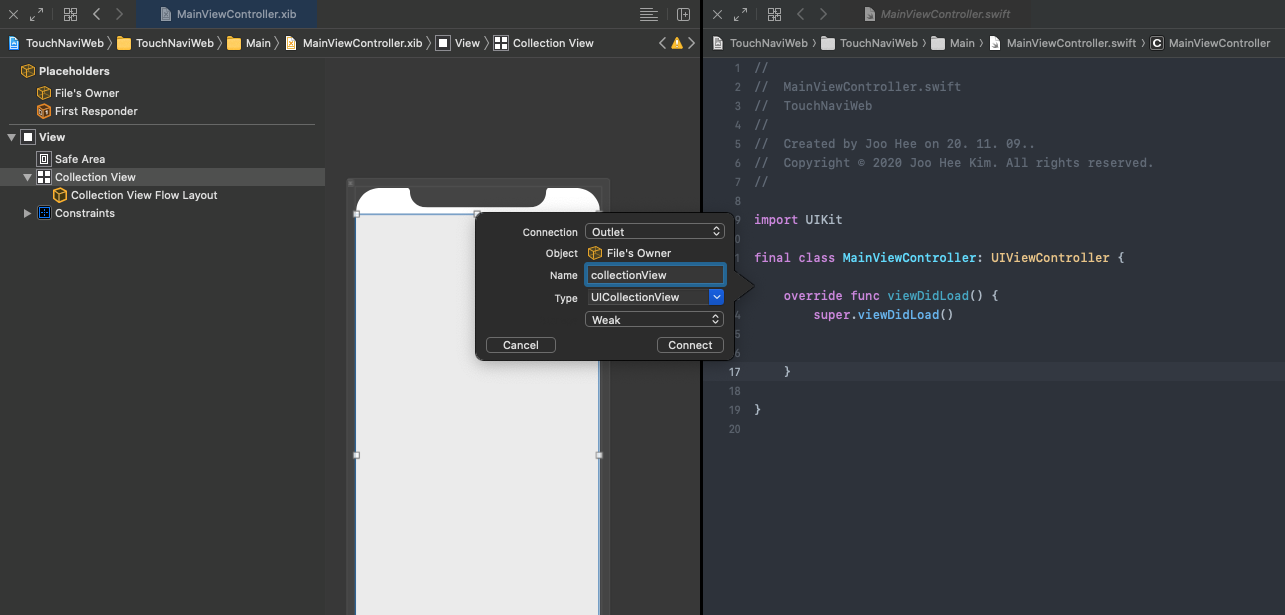 MainViewController.xib
TouchNaviWeb
TouchNaviWeb
Main
MainViewController.xib
View
Collection View
Placeholders
File's Owner
First Responder
View
Safe Area
Collection View
Collection View Flow Layout
Constraints
Connection
Outlet
Object
File's Owner
Name
collectionView
Type
UICollectionView
Weak
Cancel
Connect
MainViewController.swift
TouchNaviWeb
TouchNaviWeb
Main
MainViewController.swift
C MainViewController
1 //
2 // MainViewController.swift
3 // TouchNaviWeb
4 //
5 // Created by Joo Hee on 20. 11. 09..
6 // Copyright © 2020 Joo Hee Kim. All rights reserved.
7 //
8
9 import UIKit
0
1 final class MainViewController: UIViewController {
override func viewDidLoad() {
4 super.viewDidLoad()
5
6
17 }
18
19 }
20